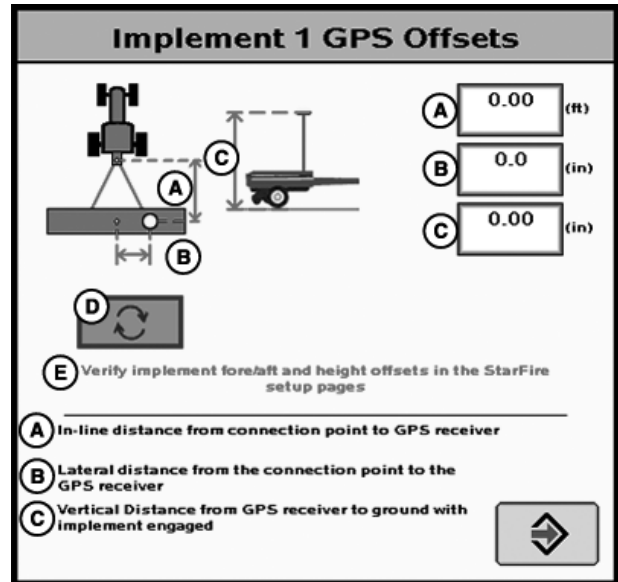 Implement 1 GPS Offsets
A
0.00
(ft)
C
A
B
0.0
(in)
C
0.00
(in)
B
D
E
Verify implement fore/aft and height offsets in the StarFire
setup pages
A
In-line distance from connection point to GPS receiver
B
Lateral distance from the connection point to the
GPS receiver
C
Vertical Distance from GPS receiver to ground with
implement engaged